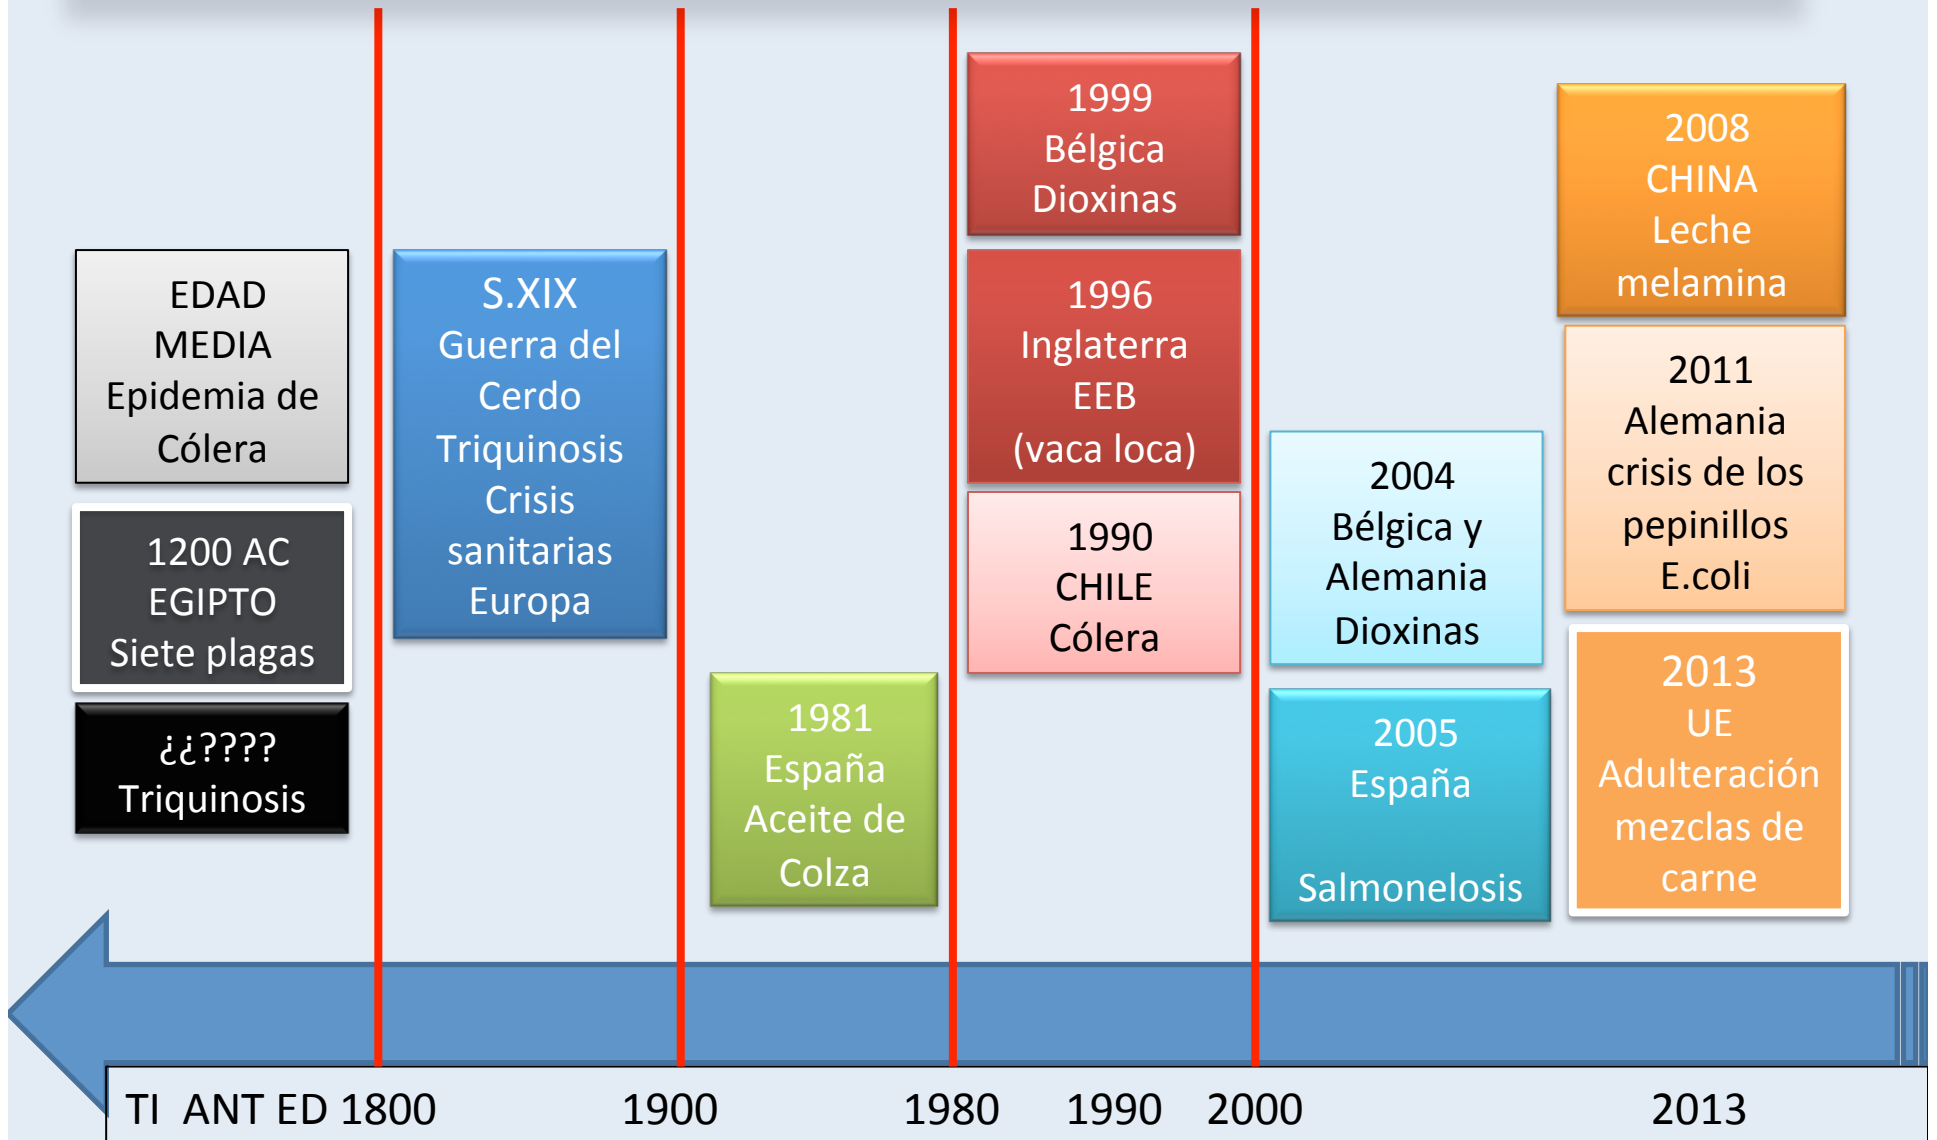 EDAD
MEDIA
Epidemia de
Cólera
1200 AC
EGIPTO
Siete plagas
¿¿????
Triquinosis
S.XIX
Guerra del
Cerdo
Triquinosis
Crisis
sanitarias
Europa
1981
España
Aceite de
Colza
1999
Bélgica
Dioxinas
1996
Inglaterra
EEB
(vaca loca)
1990
CHILE
Cólera
2004
Bélgica y
Alemania
Dioxinas
2005
España
Salmonelosis
2008
CHINA
Leche
melamina
2011
Alemania
crisis de los
pepinillos
E.coli
2013
UE
Adulteración
mezclas de
carne
TI ANT ED 1800 1900 1980 1990 2000 2013